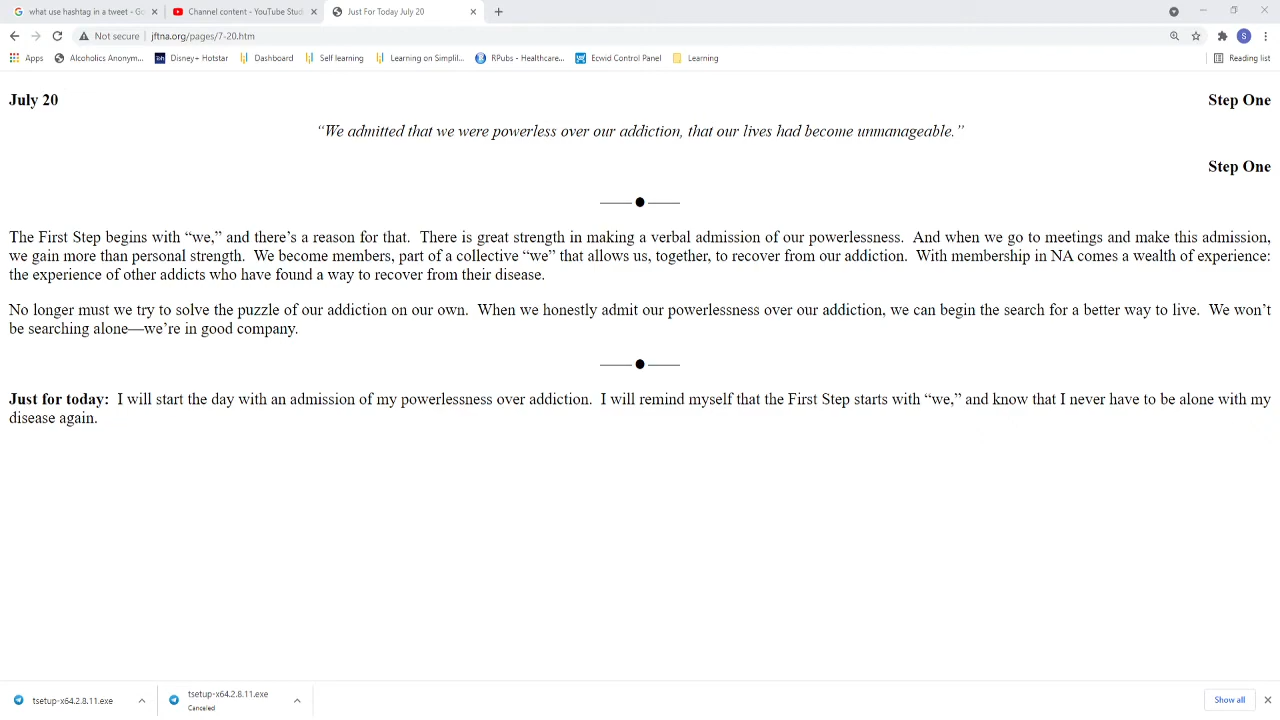 what use hashtag in a tweet - Go
Channel content - YouTube Stud
Just For Today July 20
Not secure
jftna.org/pages/7-20.htm
S
Apps
Alcoholics Anonym...
Disney+ Hotstar
Dashboard
Self learning
Learning on Simplil...
RPubs - Healthcare...
Ecwid Control Panel
Learning
Reading list
July 20
Step One
“We admitted that we were powerless over our addiction, that our lives had become unmanageable.”
Step One
The First Step begins with “we,” and there’s a reason for that. There is great strength in making a verbal admission of our powerlessness. And when we go to meetings and make this admission,
we gain more than personal strength. We become members, part of a collective “we” that allows us, together, to recover from our addiction. With membership in NA comes a wealth of experience:
the experience of other addicts who have found a way to recover from their disease.
No longer must we try to solve the puzzle of our addiction on our own. When we honestly admit our powerlessness over our addiction, we can begin the search for a better way to live. We won’t
be searching alone—we’re in good company.
Just for today: I will start the day with an admission of my powerlessness over addiction. I will remind myself that the First Step starts with “we,” and know that I never have to be alone with my
disease again.
tsetup-x64.2.8.11.exe
tsetup-x64.2.8.11.exe
Canceled
Show all